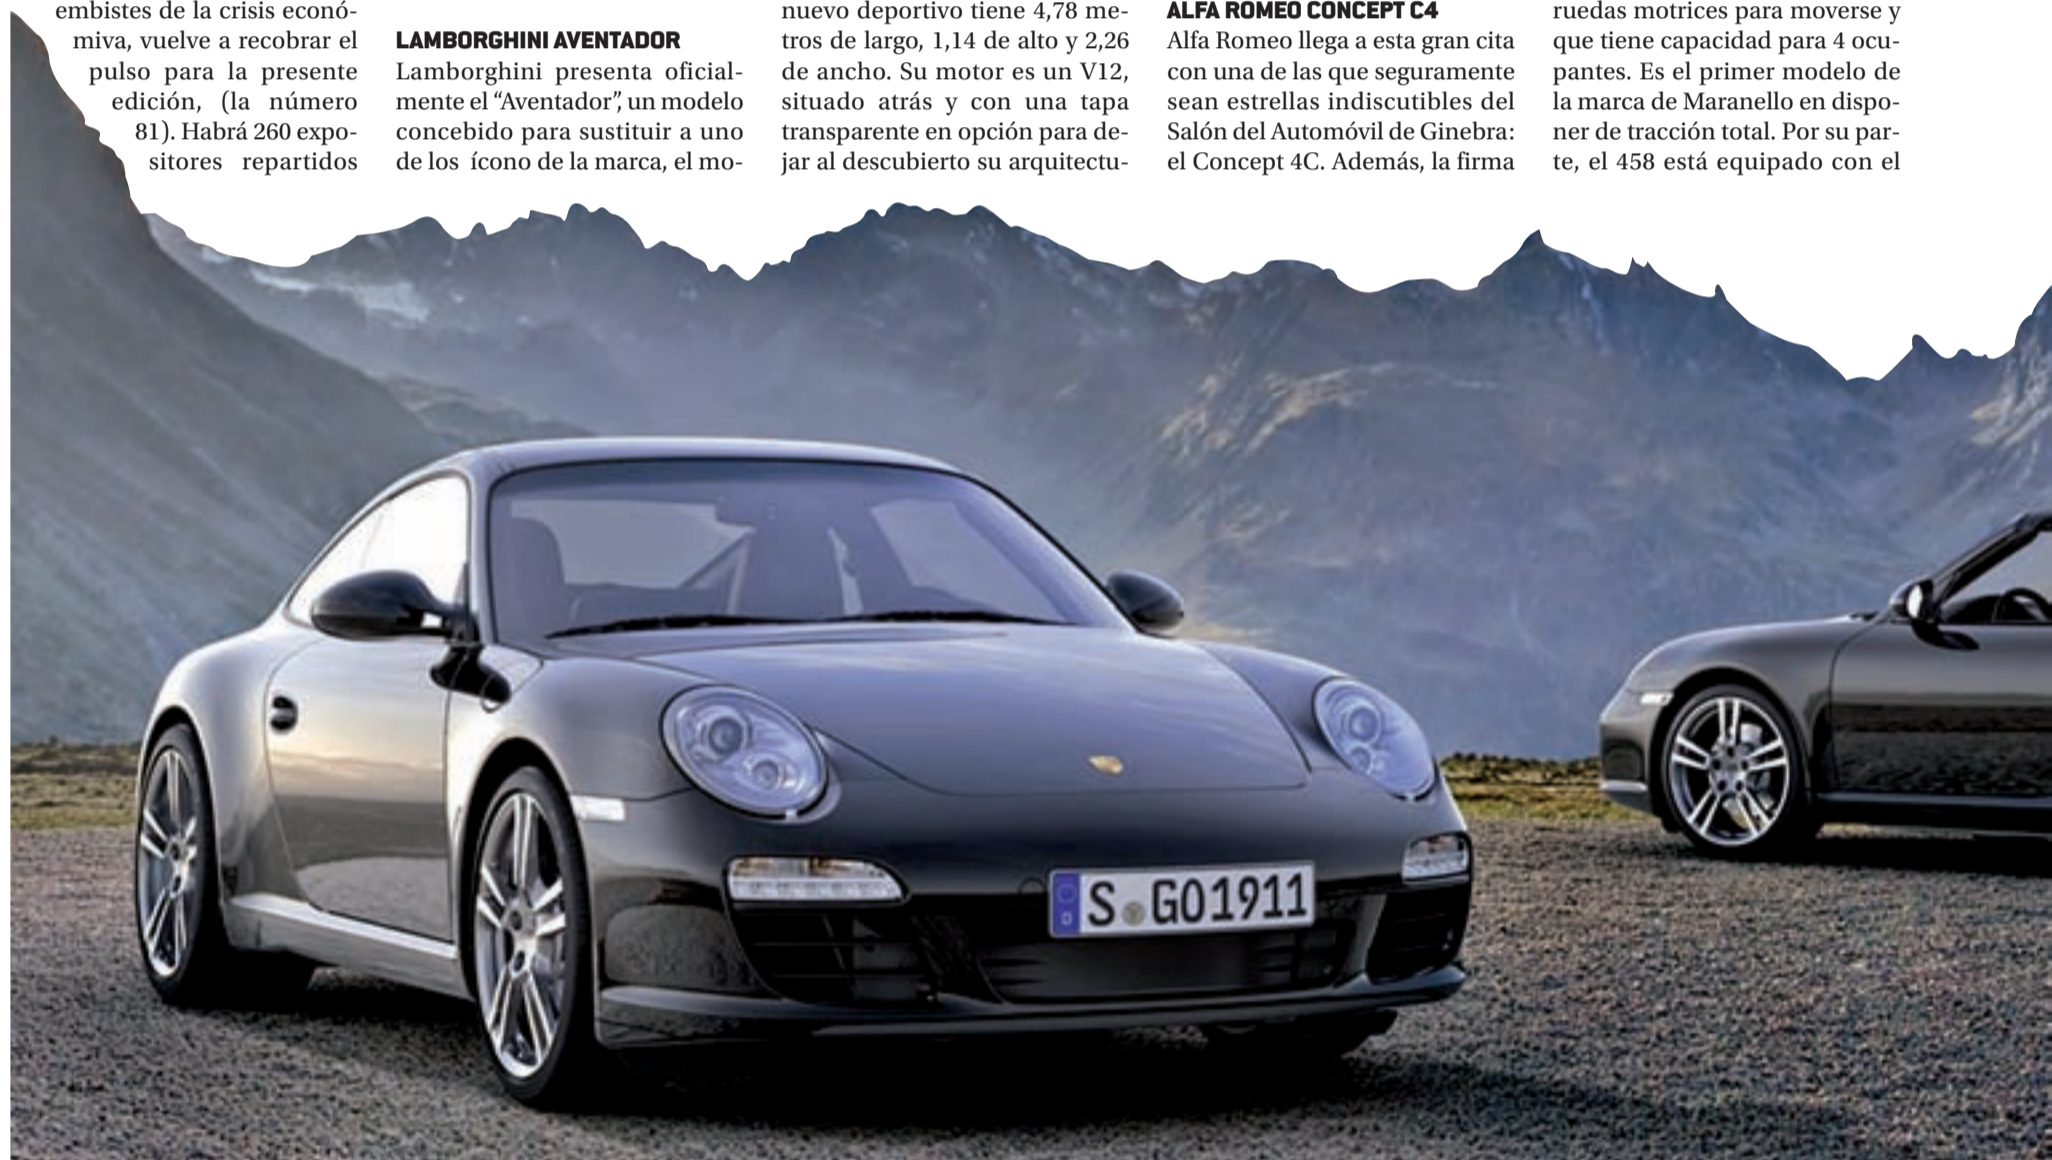 embistes de la crisis econó-
miva, vuelve a recobrar el
pulso para la presente
edición, (la número
81). Habrá 260 expo-
sitores repartidos
LAMBORGHINI AVENTADOR
Lamborghini presenta oficial-
mente el “Aventador”, un modelo
concebido para sustituir a uno
de los ícono de la marca, el mo-
nuevo deportivo tiene 4,78 me-
tros de largo, 1,14 de alto y 2,26
de ancho. Su motor es un V12,
situado atrás y con una tapa
transparente en opción para de-
jar al descubierto su arquitectu-
ALFA ROMEO CONCEPT C4
Alfa Romeo llega a esta gran cita
con una de las que seguramente
sean estrellas indiscutibles del
Salón del Automóvil de Ginebra:
el Concept 4C. Además, la firma
ruedas motrices para moverse y
que tiene capacidad para 4 ocu-
pantes. Es el primer modelo de
la marca de Maranello en dispo-
ner de tracción total. Por su par-
te, el 458 está equipado con el
D S GO1911